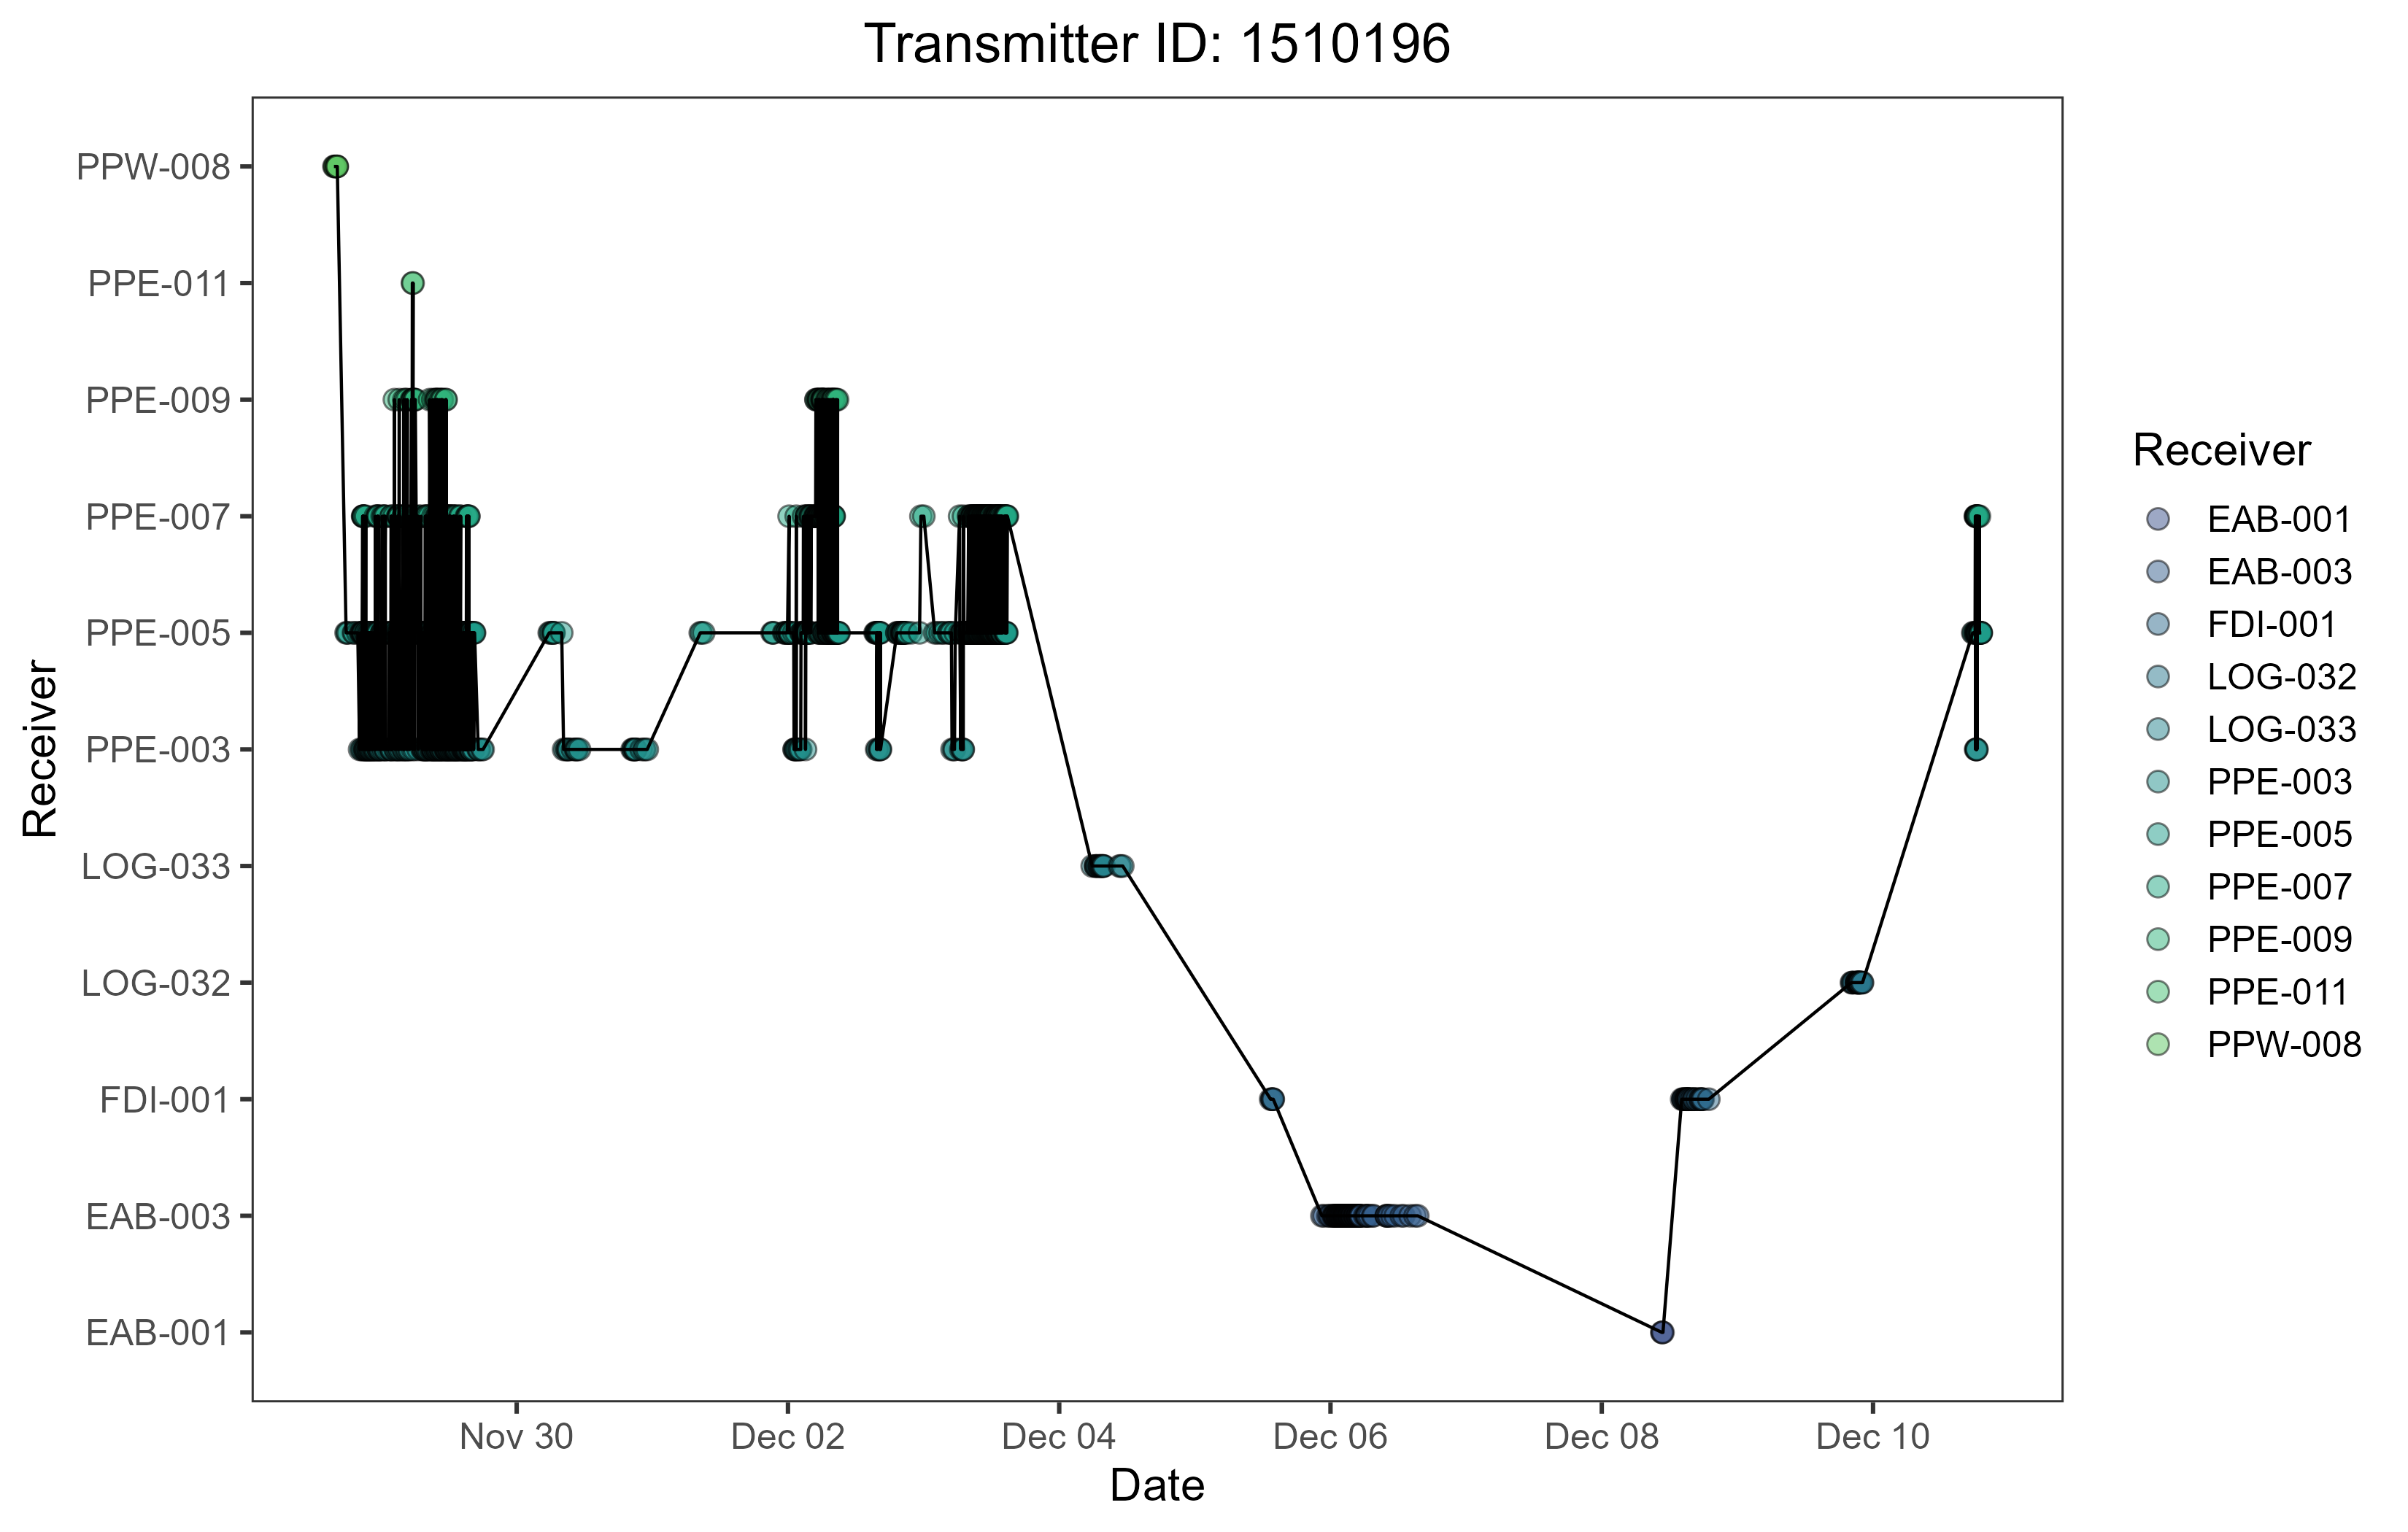 Transmitter ID: 1510196
Receiver
PPW-008
PPE-011
PPE-009
PPE-007
PPE-005
PPE-003
LOG-033
LOG-032
FDI-001
EAB-003
EAB-001
Nov 30 Dec 02 Dec 04 Dec 06 Dec 08 Dec 10
Date
Receiver
EAB-001
EAB-003
FDI-001
LOG-032
LOG-033
PPE-003
PPE-005
PPE-007
PPE-009
PPE-011
PPW-008